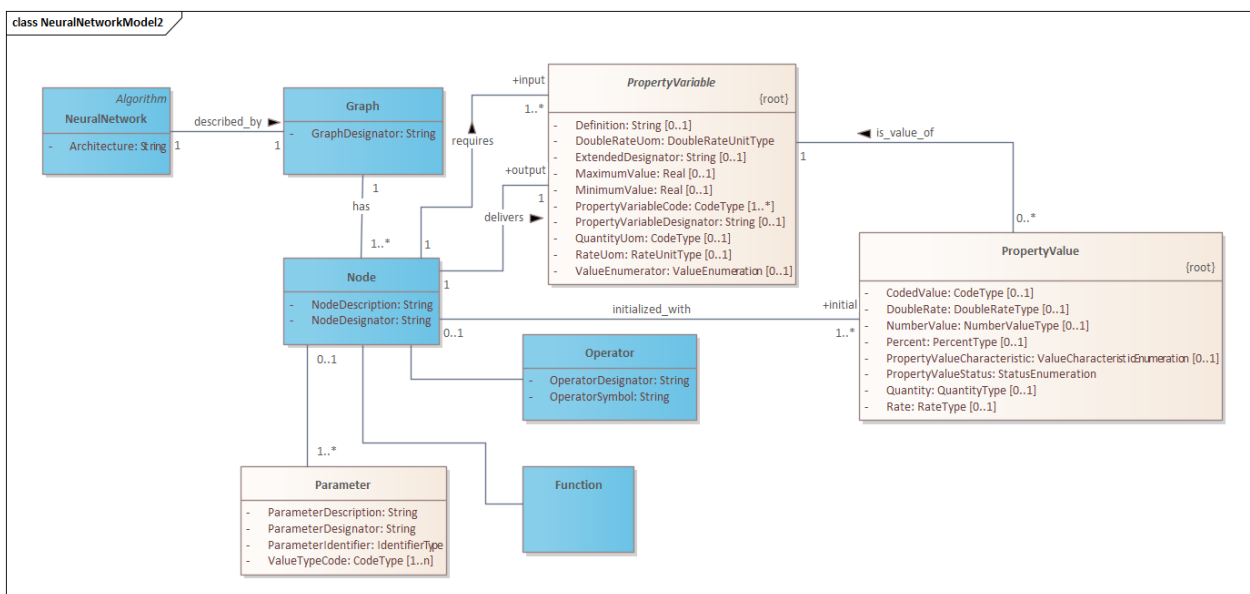 class NeuralNetworkModel2
Algorithm
NeuralNetwork
- Architecture: String
described_by
1
1
Graph
- GraphDesignator: String
1
has
1..*
Node
- NodeDescription: String
- NodeDesignator: String
1
requires
+input
1..*
1
delivers
+output
1
PropertyVariable
{root}
- Definition: String [0..1]
- DoubleRateUom: DoubleRateUnitType
- ExtendedDesignator: String [0..1]
- MaximumValue: Real [0..1]
- MinimumValue: Real [0..1]
- PropertyVariableCode: CodeType [1..*]
- PropertyVariableDesignator: String [0..1]
- QuantityUom: CodeType [0..1]
- RateUom: RateUnitType [0..1]
- ValueEnumerator: ValueEnumeration [0..1]
is_value_of
1
0..*
PropertyValue
{root}
- CodedValue: CodeType [0..1]
- DoubleRate: DoubleRateType [0..1]
- NumberValue: NumberValueType [0..1]
- Percent: PercentType [0..1]
- PropertyValueCharacteristic: ValueCharacteristicEnumeration [0..1]
- PropertyValueStatus: StatusEnumeration
- Quantity: QuantityType [0..1]
- Rate: RateType [0..1]
initialized_with
0..1
+initial
1..*
Operator
- OperatorDesignator: String
- OperatorSymbol: String
Function
0..1
1..*
Parameter
- ParameterDescription: String
- ParameterDesignator: String
- ParameterIdentifier: IdentifierType
- ValueTypeCode: CodeType [1..n]